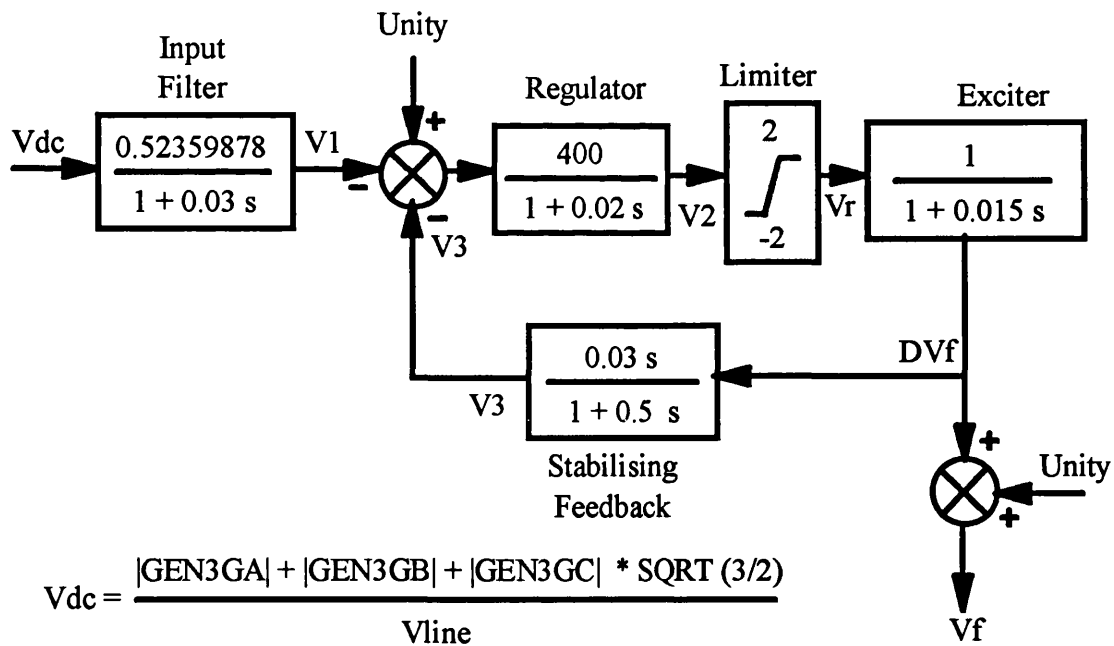 Unity
Input
Filter
Regulator
Limiter
Exciter
Vdc
0.52359878
1 + 0.03 s
V1
+
−
−
V3
400
1 + 0.02 s
V2
2
-2
Vr
1
1 + 0.015 s
DVf
0.03 s
1 + 0.5 s
V3
Stabilising
Feedback
+
Unity
+
Vf
|GEN3GA| + |GEN3GB| + |GEN3GC| * SQRT (3/2)
Vdc =
Vline